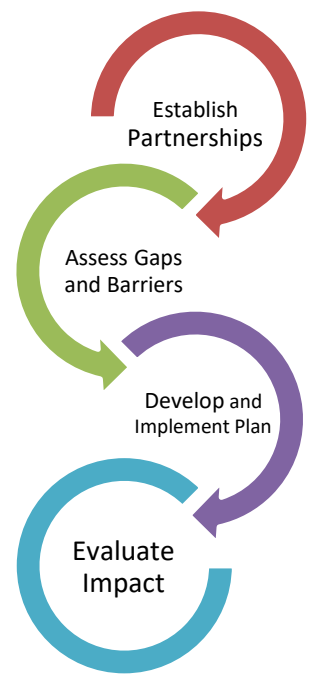 Establish
Partnerships
Assess Gaps
and Barriers
Develop and
Implement Plan
Evaluate
Impact